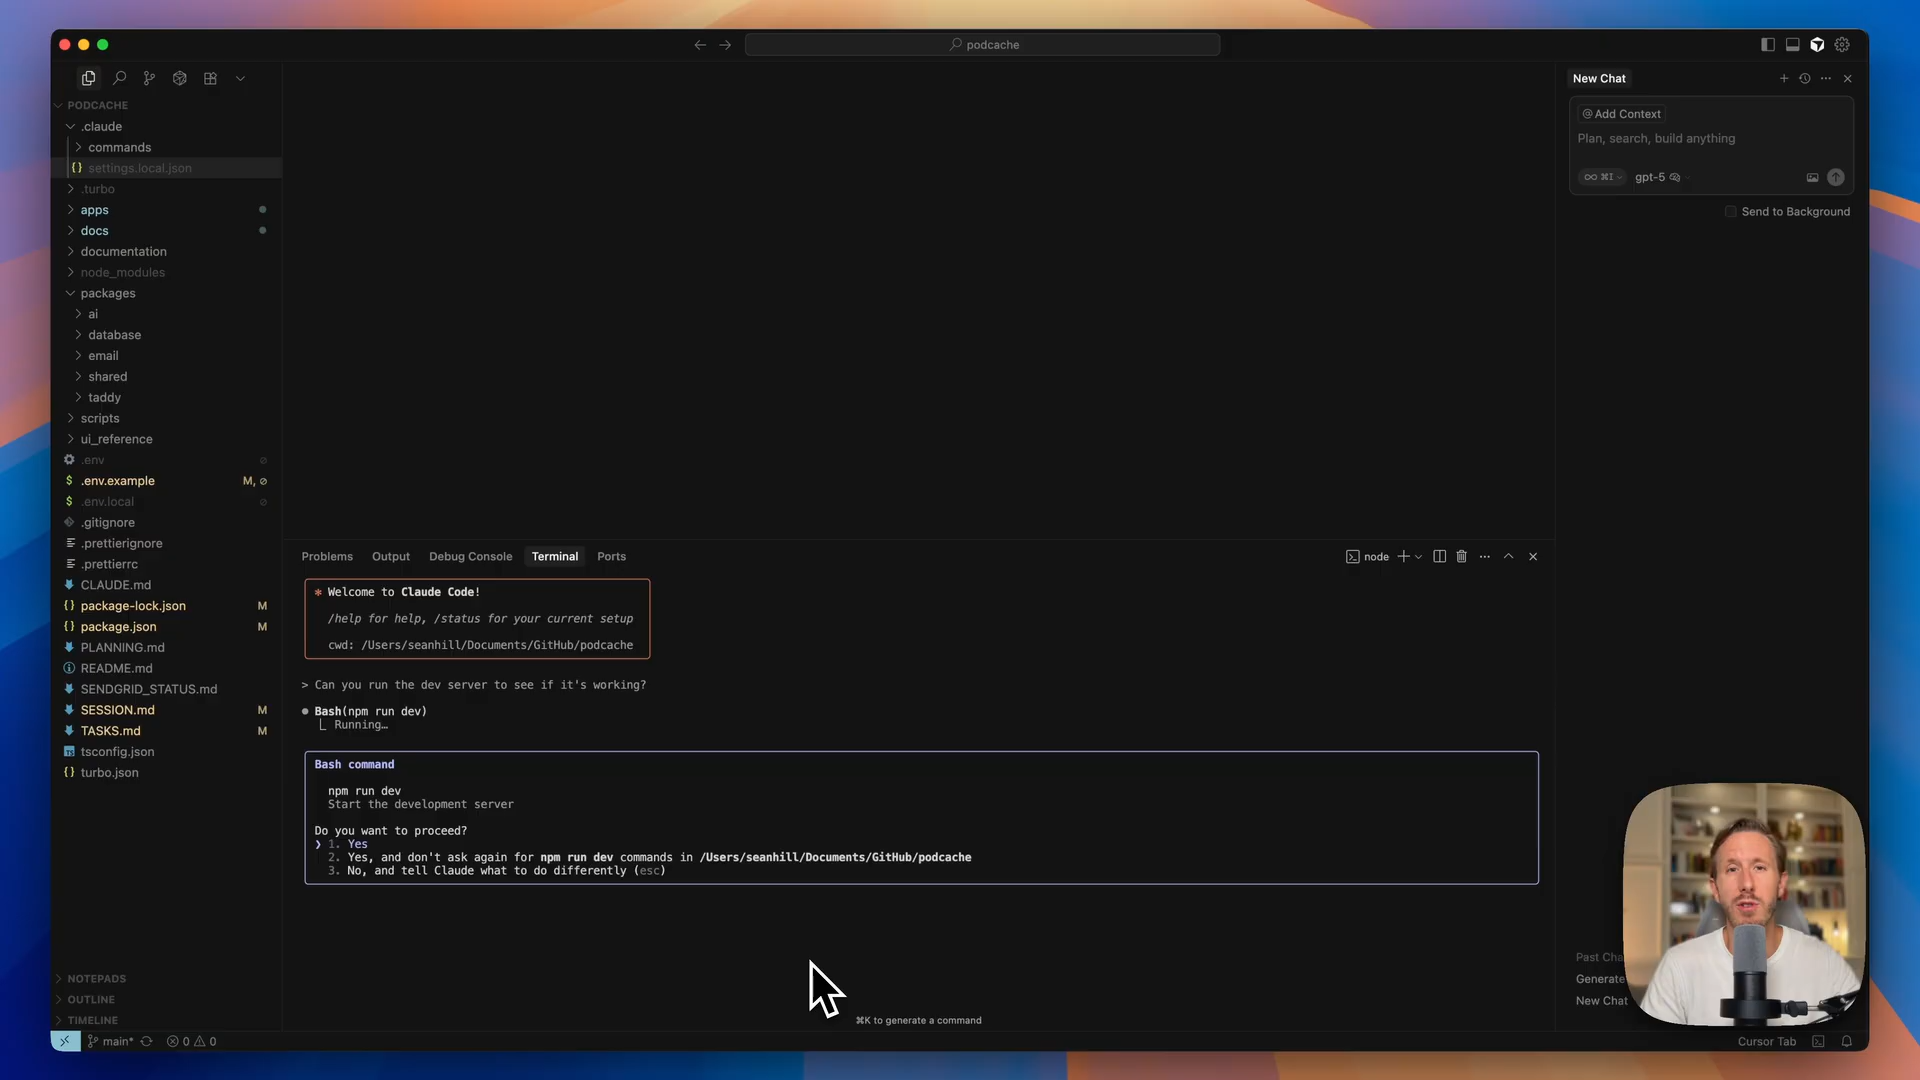 podcache
PODCACHE
.claude
commands
settings.local.json
.turbo
apps
docs
documentation
node_modules
packages
ai
database
email
shared
taddy
scripts
ui_reference
.env
.env.example M,
.env.local
.gitignore
.prettierignore
.prettierrc
CLAUDE.md
package-lock.json M
package.json M
PLANNING.md
README.md
SENDGRID_STATUS.md
SESSION.md M
TASKS.md M
tsconfig.json
turbo.json
NOTEPADS
OUTLINE
TIMELINE
main* 0 0
Problems Output Debug Console Terminal Ports
node
* Welcome to Claude Code!
/help for help, /status for your current setup
cwd: /Users/seanhill/Documents/GitHub/podcache
> Can you run the dev server to see if it's working?
Bash(npm run dev)
Running…
Bash command
npm run dev
Start the development server
Do you want to proceed?
❯ 1. Yes
2. Yes, and don't ask again for npm run dev commands in /Users/seanhill/Documents/GitHub/podcache
3. No, and tell Claude what to do differently (esc)
⌘K to generate a command
New Chat
@ Add Context
Plan, search, build anything
∞ ⌘I gpt-5
Send to Background
Past Cha
Generate
New Chat
Cursor Tab